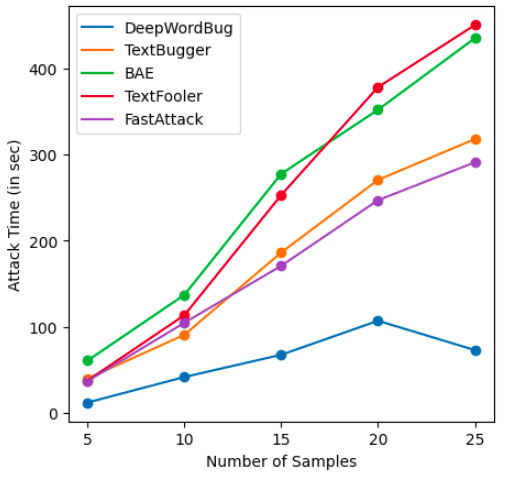 DeepWordBug
TextBugger
BAE
TextFooler
FastAttack
400
300
200
100
0
Attack Time (in sec)
5 10 15 20 25
Number of Samples